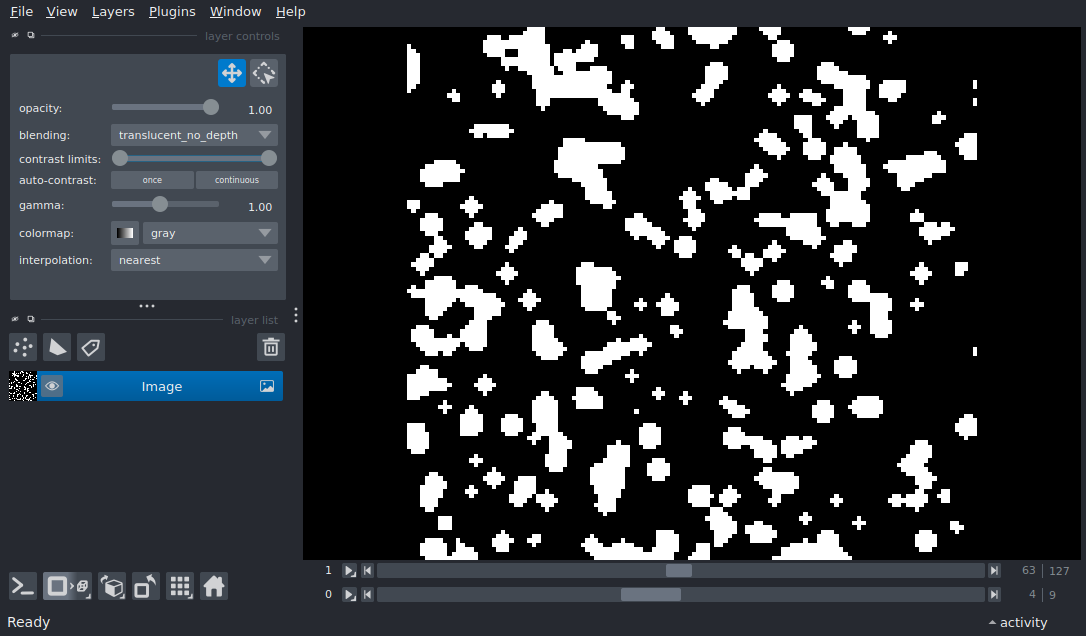 File View Layers Plugins Window Help
layer controls
opacity: 1.00
blending: translucent_no_depth
contrast limits:
auto-contrast: once continuous
gamma: 1.00
colormap: gray
interpolation: nearest
layer list
Image
1 63 127
0 4 9
Ready activity